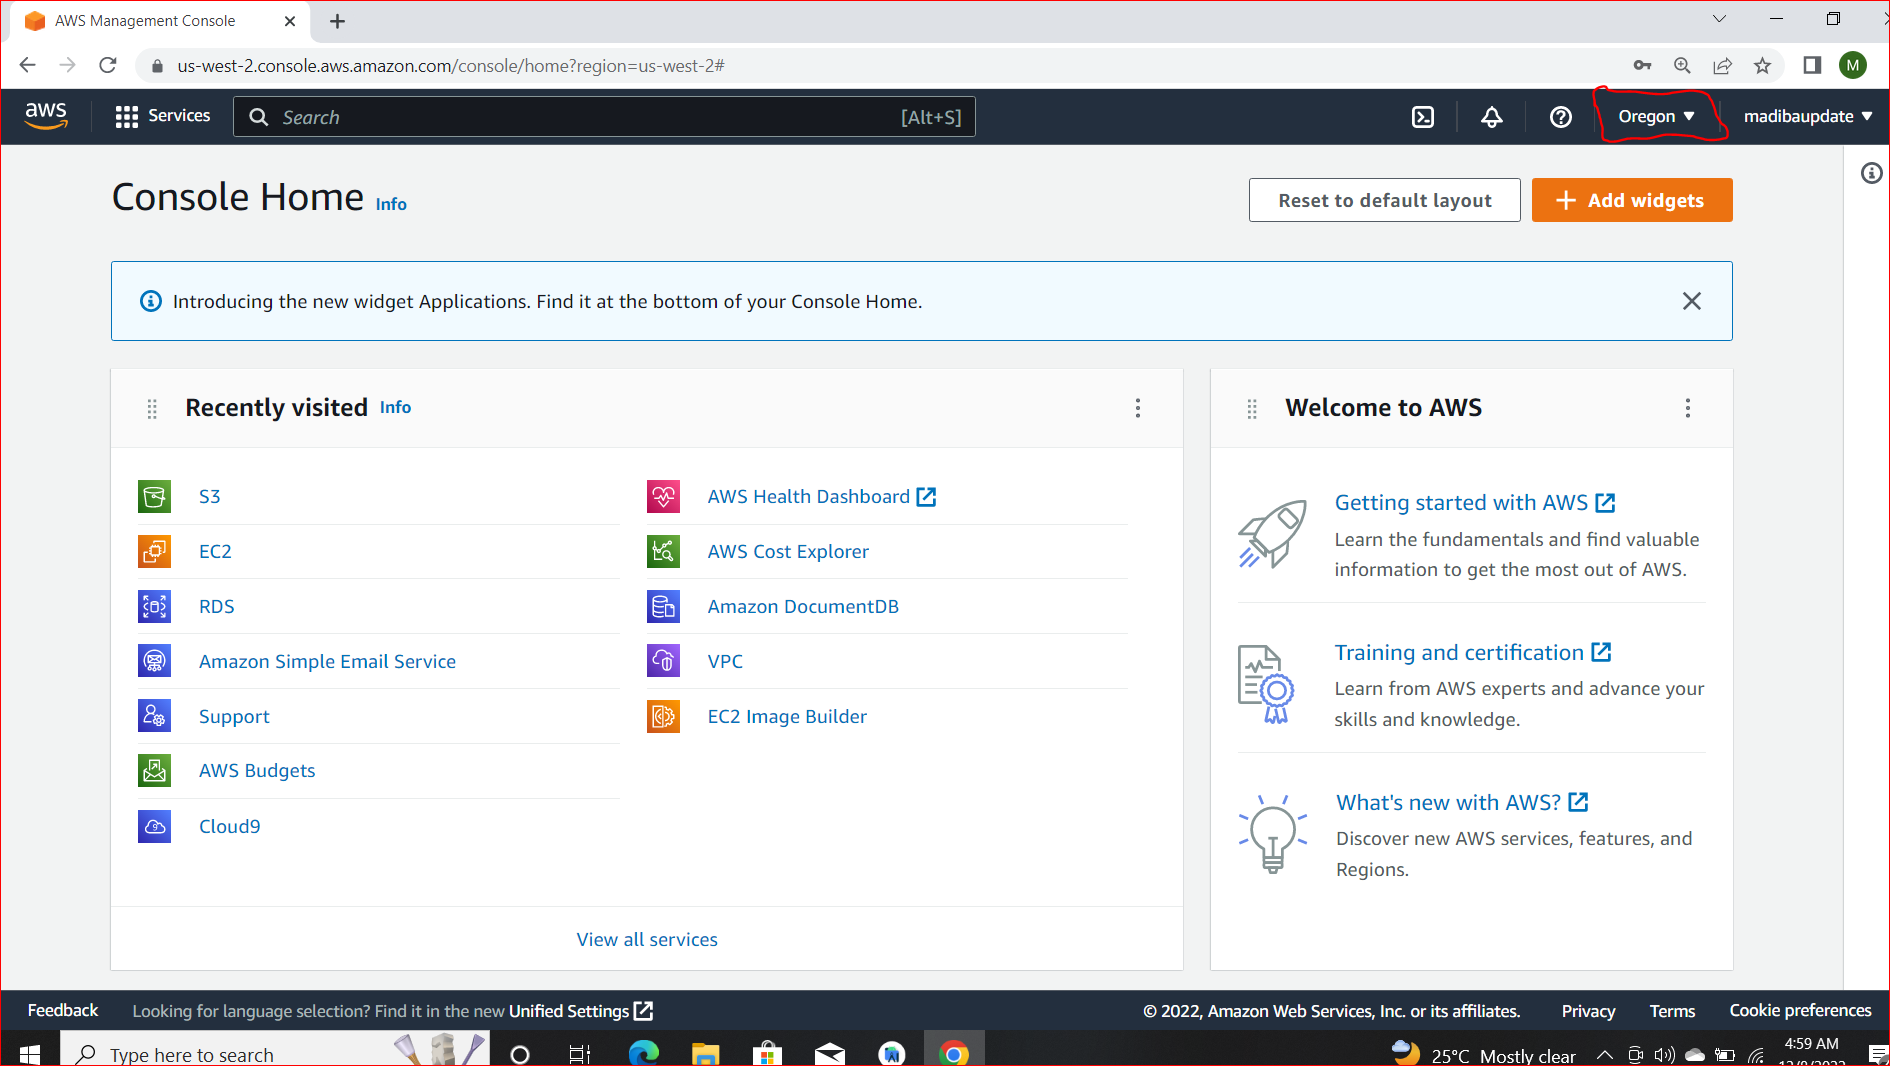 AWS Management Console
us-west-2.console.aws.amazon.com/console/home?region=us-west-2#
M
aws
Services
Search
[Alt+S]
Oregon
madibaupdate
Console Home Info
Reset to default layout
Add widgets
Introducing the new widget Applications. Find it at the bottom of your Console Home.
Recently visited Info
S3
EC2
RDS
Amazon Simple Email Service
Support
AWS Budgets
Cloud9
AWS Health Dashboard
AWS Cost Explorer
Amazon DocumentDB
VPC
EC2 Image Builder
View all services
Welcome to AWS
Getting started with AWS
Learn the fundamentals and find valuable
information to get the most out of AWS.
Training and certification
Learn from AWS experts and advance your
skills and knowledge.
What's new with AWS?
Discover new AWS services, features, and
Regions.
Feedback
Looking for language selection? Find it in the new Unified Settings
© 2022, Amazon Web Services, Inc. or its affiliates.
Privacy
Terms
Cookie preferences
Type here to search
25°C Mostly clear
4:59 AM